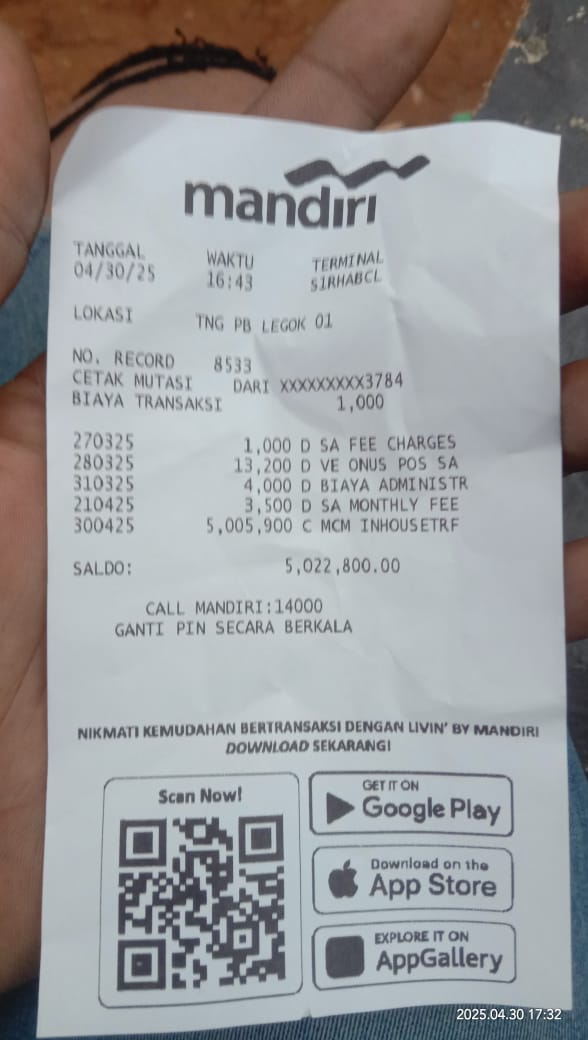 mandiri
TANGGAL WAKTU TERMINAL
04/30/25 16:43 S1RHABCL
LOKASI TNG PB LEGOK 01
NO. RECORD 8533
CETAK MUTASI DARI XXXXXXXXX3784
BIAYA TRANSAKSI 1,000
270325 1,000 D SA FEE CHARGES
280325 13,200 D VE ONUS POS SA
310325 4,000 D BIAYA ADMINISTR
210425 3,500 D SA MONTHLY FEE
300425 5,005,900 C MCM INHOUSETRF
SALDO: 5,022,800.00
CALL MANDIRI:14000
GANTI PIN SECARA BERKALA
NIKMATI KEMUDAHAN BERTRANSAKSI DENGAN LIVIN' BY MANDIRI
DOWNLOAD SEKARANG!
Scan Now!
GET IT ON
Google Play
Download on the
App Store
EXPLORE IT ON
AppGallery
2025.04.30 17:32